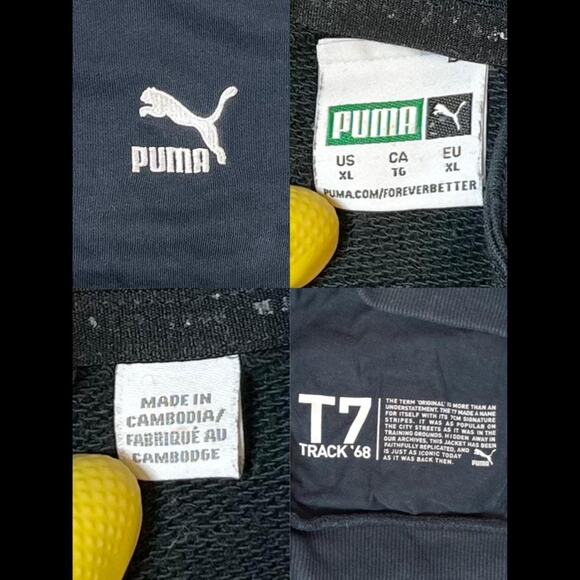 PUMA
PUMA
US CA EU
XL TG XL
PUMA.COM/FOREVERBETTER
MADE IN
CAMBODIA/
FABRIQUÉ AU
CAMBODGE
T7
TRACK '68
THE TERM 'ORIGINAL' IS MORE THAN AN
UNDERSTATEMENT. THE T7 MADE A NAME
FOR ITSELF WITH ITS 7CM SIGNATURE
STRIPES. IT WAS AS POPULAR ON
THE CITY STREETS AS IT WAS IN THE
TRAINING GROUNDS. HIDDEN AWAY IN
OUR ARCHIVES, THIS JACKET HAS BEEN
FAITHFULLY REPLICATED, AND
IS JUST AS ICONIC TODAY
AS IT WAS BACK THEN.
PUMA